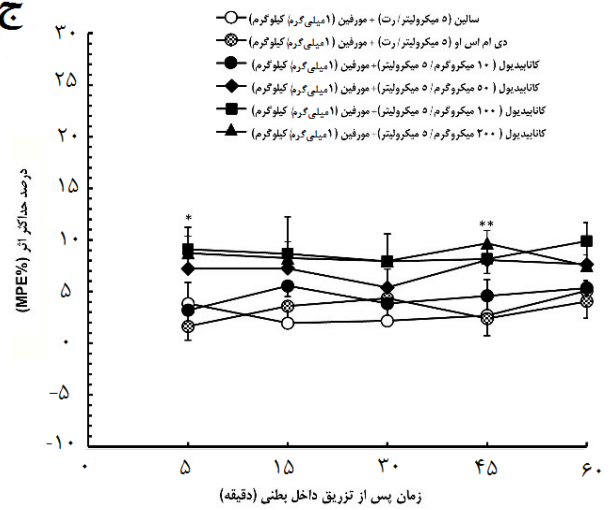 ج
سالین (۵ میکرولیتر/رت) + مورفین (۱میلی‌گرم/کیلوگرم)
دی ام اس او (۵ میکرولیتر/رت) + مورفین (۱میلی‌گرم/کیلوگرم)
کانابیدیول (۱۰ میکروگرم/۵ میکرولیتر)+مورفین (۱میلی‌گرم/کیلوگرم)
کانابیدیول (۵۰ میکروگرم/۵ میکرولیتر)+مورفین (۱میلی‌گرم/کیلوگرم)
کانابیدیول (۱۰۰ میکروگرم/۵ میکرولیتر)+مورفین (۱میلی‌گرم/کیلوگرم)
کانابیدیول (۲۰۰ میکروگرم/۵ میکرولیتر)+مورفین (۱میلی‌گرم/کیلوگرم)
درصد حداکثر اثر (MPE%)
۳۰
۲۵
۲۰
۱۵
۱۰
۵
۰
-۵
-۱۰
*
**
۰ ۵ ۱۵ ۳۰ ۴۵ ۶۰
زمان پس از تزریق داخل بطنی (دقیقه)